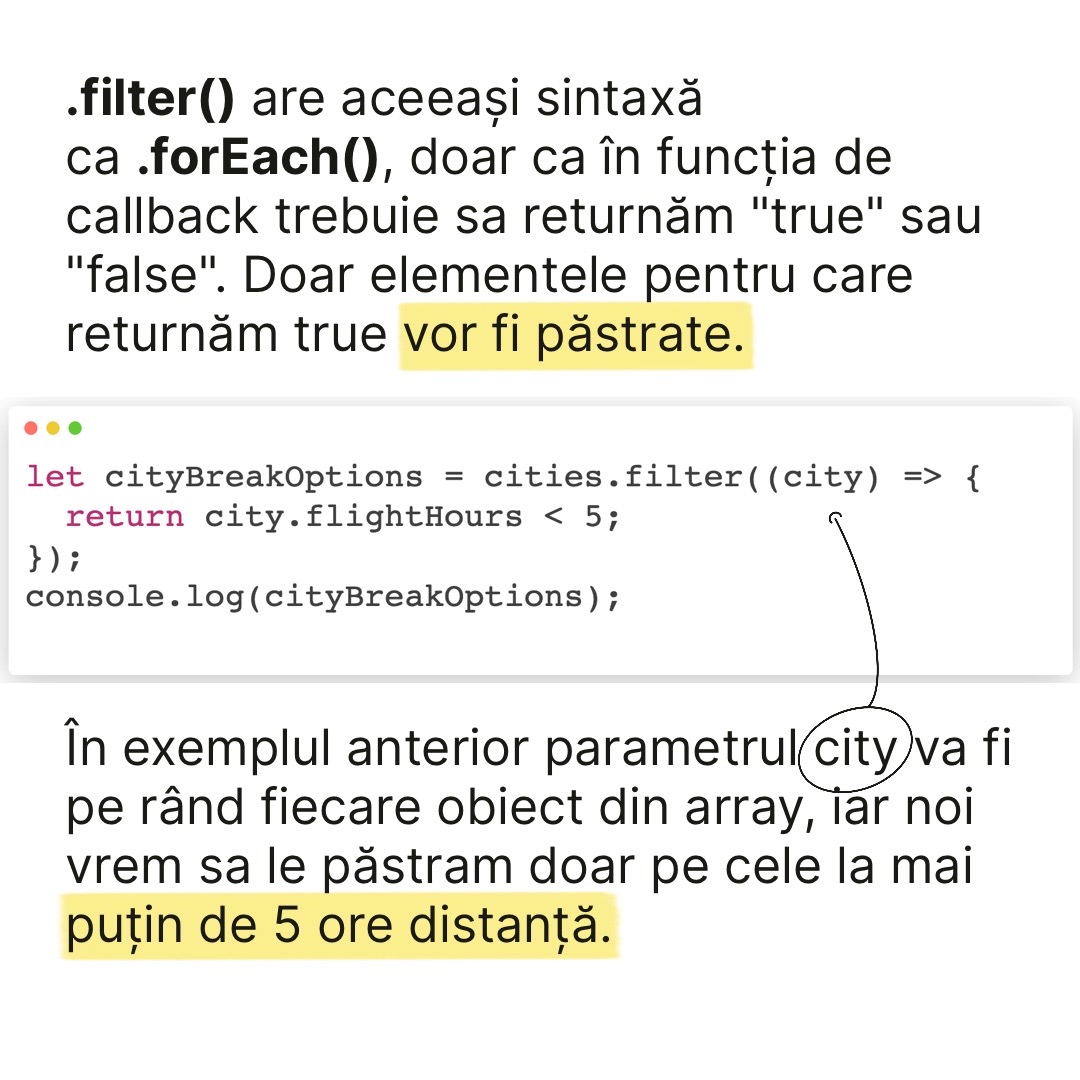 .filter() are aceeași sintaxă
ca .forEach(), doar ca în funcția de
callback trebuie sa returnăm "true" sau
"false". Doar elementele pentru care
returnăm true vor fi păstrate.
let cityBreakOptions = cities.filter((city) => {
  return city.flightHours < 5;
});
console.log(cityBreakOptions);
În exemplul anterior parametrul city va fi
pe rând fiecare obiect din array, iar noi
vrem sa le păstram doar pe cele la mai
puțin de 5 ore distanță.